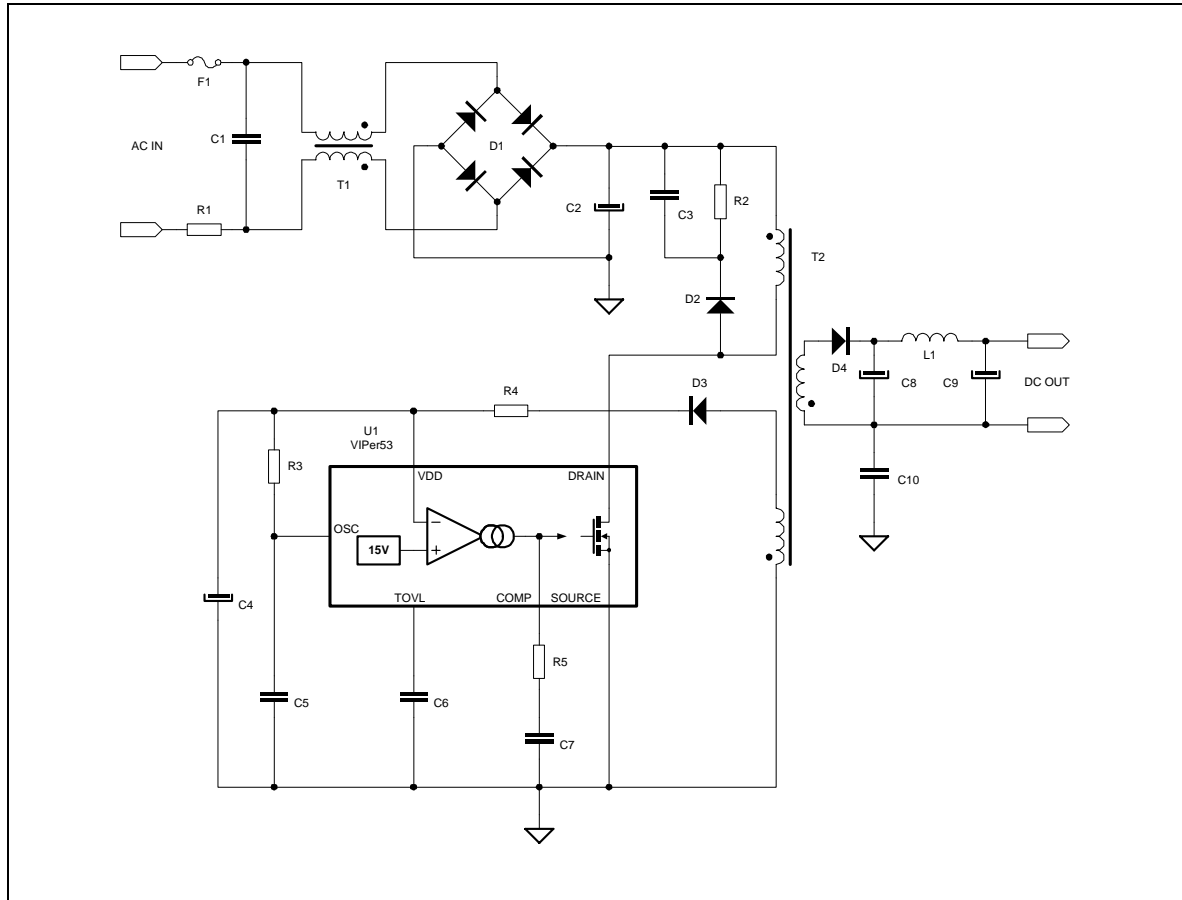 F1
C1
AC IN
T1
D1
R1
C2
C3
R2
T2
D2
D4
L1
C8
C9
DC OUT
C10
D3
R4
U1
VIPer53
R3
VDD
DRAIN
OSC
15V
TOVL
COMP
SOURCE
C4
R5
C5
C6
C7